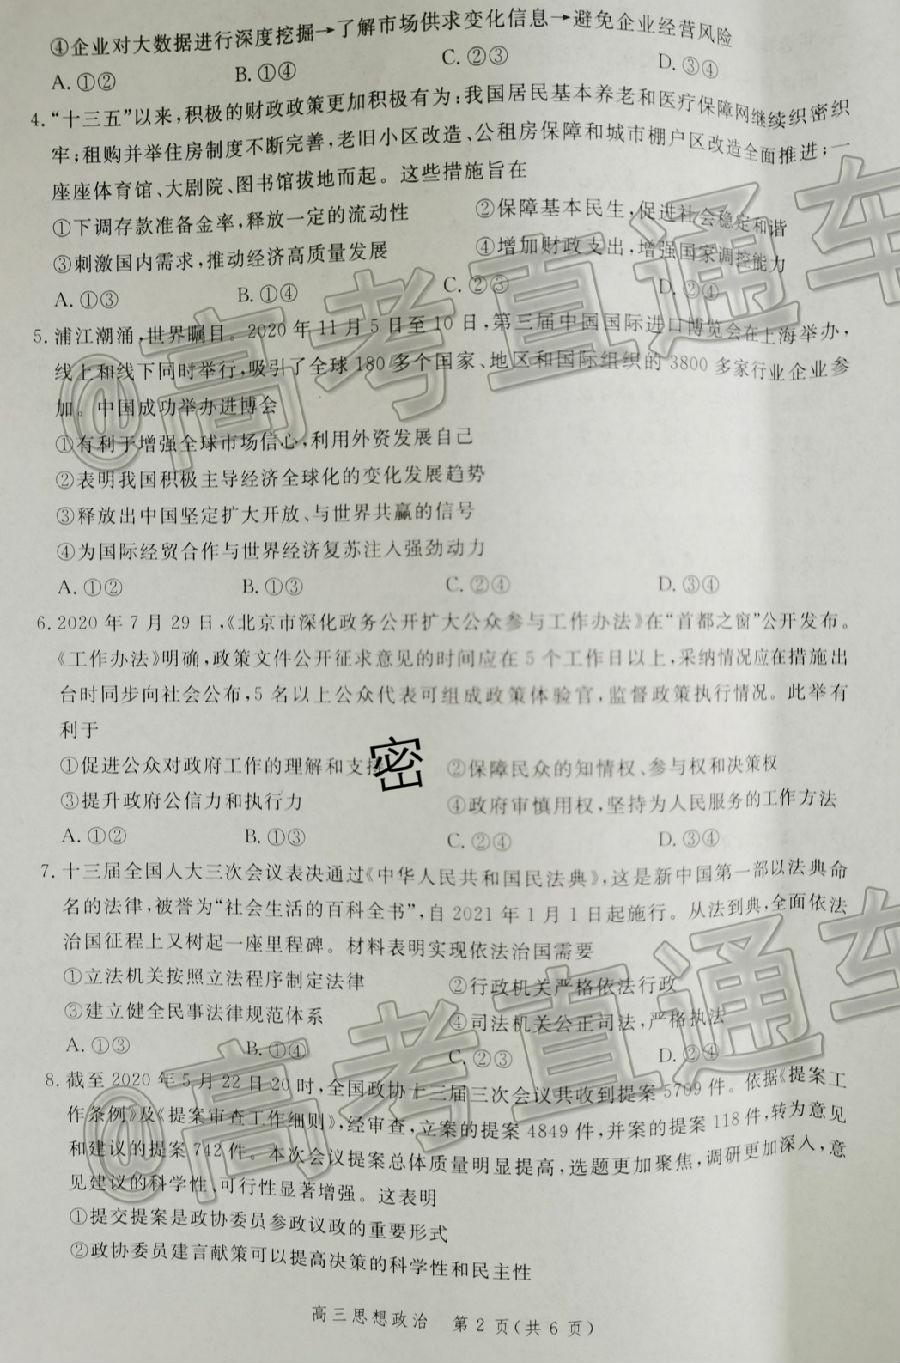 ④企业对大数据进行深度挖掘→了解市场供求变化信息→避免企业经营风险
A. ①② B. ①④ C. ②③ D. ③④
4. “十三五”以来,积极的财政政策更加积极有为:我国居民基本养老和医疗保障网继续织密织
牢;租购并举住房制度不断完善,老旧小区改造、公租房保障和城市棚户区改造全面推进;一
座座体育馆、大剧院、图书馆拔地而起。这些措施旨在
①下调存款准备金率,释放一定的流动性 ②保障基本民生,促进社会稳定和谐
③刺激国内需求,推动经济高质量发展 ④增加财政支出,增强国家调控能力
A. ①③ B. ①④ C. ②③ D. ②④
5. 浦江潮涌,世界瞩目。2020年11月5日至10日,第三届中国国际进口博览会在上海举办,
线上和线下同时举行,吸引了全球180多个国家、地区和国际组织的3800多家行业企业参
加。中国成功举办进博会
①有利于增强全球市场信心,利用外资发展自己
②表明我国积极主导经济全球化的变化发展趋势
③释放出中国坚定扩大开放、与世界共赢的信号
④为国际经贸合作与世界经济复苏注入强劲动力
A. ①② B. ①③ C. ②④ D. ③④
6. 2020年7月29日,《北京市深化政务公开扩大公众参与工作办法》在“首都之窗”公开发布。
《工作办法》明确,政策文件公开征求意见的时间应在5个工作日以上,采纳情况应在措施出
台时同步向社会公布,5名以上公众代表可组成政策体验官,监督政策执行情况。此举有
利于
①促进公众对政府工作的理解和支持 ②保障民众的知情权、参与权和决策权
③提升政府公信力和执行力 ④政府审慎用权,坚持为人民服务的工作方法
A. ①② B. ①③ C. ②④ D. ③④
密
7. 十三届全国人大三次会议表决通过《中华人民共和国民法典》,这是新中国第一部以法典命
名的法律,被誉为“社会生活的百科全书”,自2021年1月1日起施行。从法到典,全面依法
治国征程上又树起一座里程碑。材料表明实现依法治国需要
①立法机关按照立法程序制定法律 ②行政机关严格依法行政
③建立健全民事法律规范体系 ④司法机关公正司法,严格执法
A. ①③ B. ①④ C. ②③ D. ②④
8. 截至2020年5月22日20时,全国政协十三届三次会议共收到提案5709件。依据《提案工
作条例》及《提案审查工作细则》,经审查,立案的提案4849件,并案的提案118件,转为意见
和建议的提案742件。本次会议提案总体质量明显提高,选题更加聚焦,调研更加深入,意
见建议的科学性、可行性显著增强。这表明
①提交提案是政协委员参政议政的重要形式
②政协委员建言献策可以提高决策的科学性和民主性
高三思想政治 第2页(共6页)
@高考直通车
@高考直通车